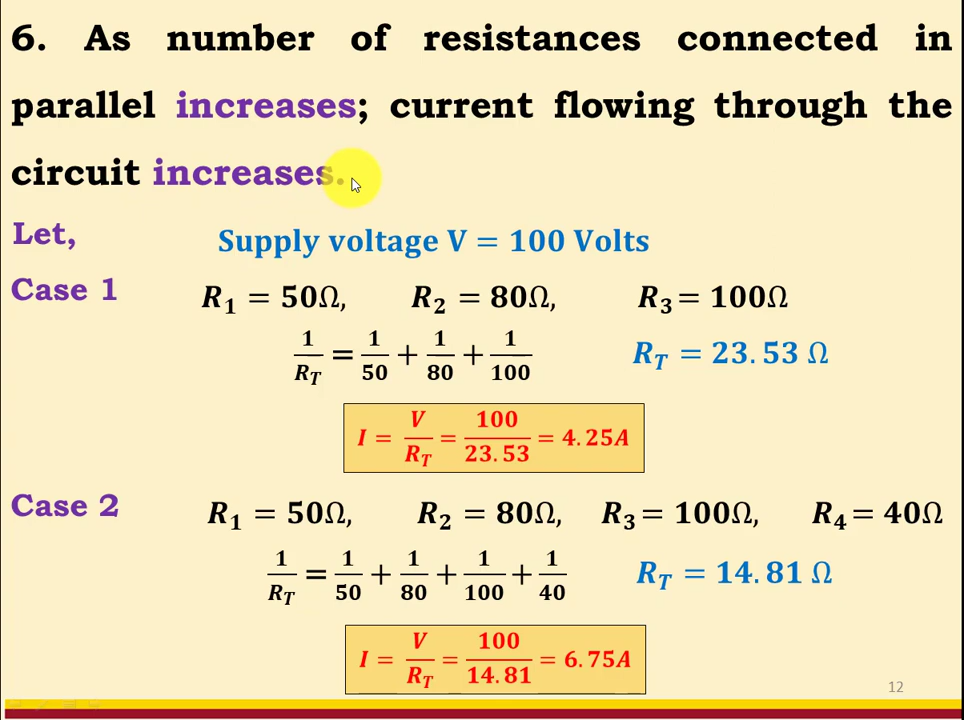 6. As number of resistances connected in
parallel increases; current flowing through the
circuit increases.
Let, Supply voltage V = 100 Volts
Case 1 R₁ = 50Ω, R₂ = 80Ω, R₃ = 100Ω
1/R_T = 1/50 + 1/80 + 1/100 R_T = 23.53 Ω
I = V/R_T = 100/23.53 = 4.25A
Case 2 R₁ = 50Ω, R₂ = 80Ω, R₃ = 100Ω, R₄ = 40Ω
1/R_T = 1/50 + 1/80 + 1/100 + 1/40 R_T = 14.81 Ω
I = V/R_T = 100/14.81 = 6.75A
12